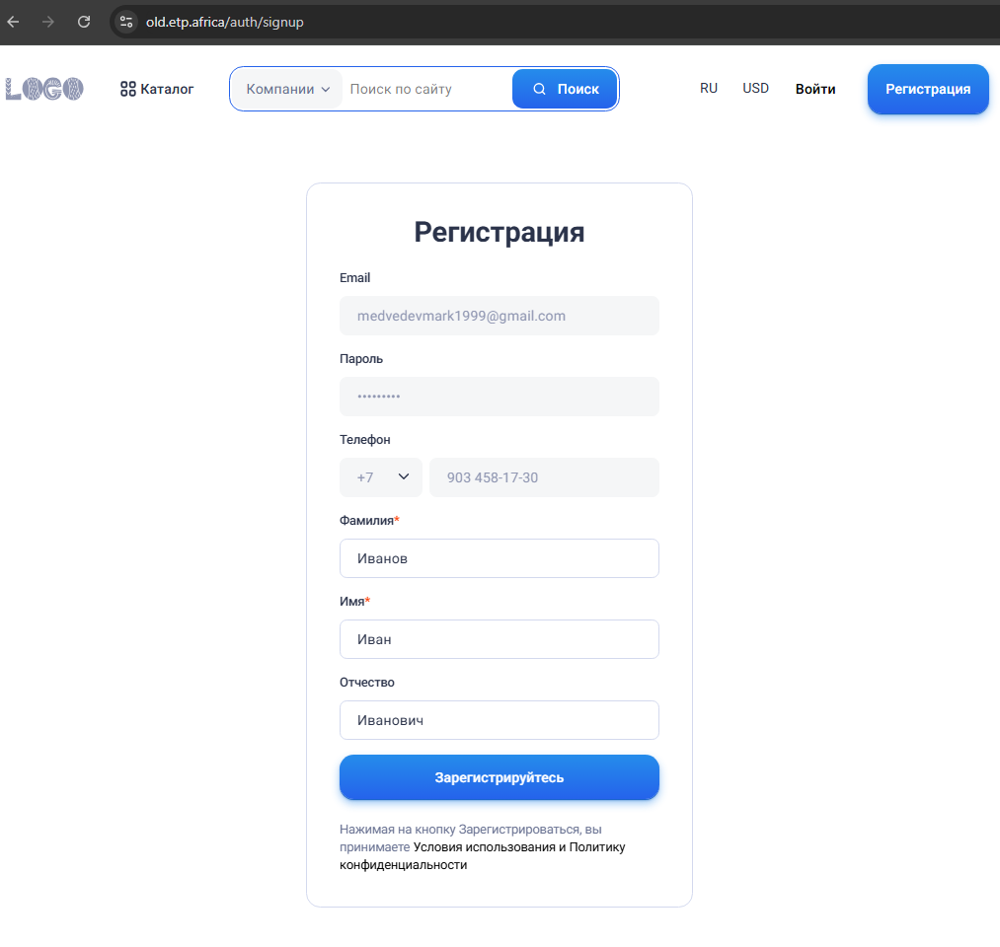 old.etp.africa/auth/signup
LOGO
Каталог
Компании
Поиск по сайту
Поиск
RU
USD
Войти
Регистрация
Регистрация
Email
medvedevmark1999@gmail.com
Пароль
•••••••••
Телефон
+7
903 458-17-30
Фамилия*
Иванов
Имя*
Иван
Отчество
Иванович
Зарегистрируйтесь
Нажимая на кнопку Зарегистрироваться, вы
принимаете Условия использования и Политику
конфиденциальности